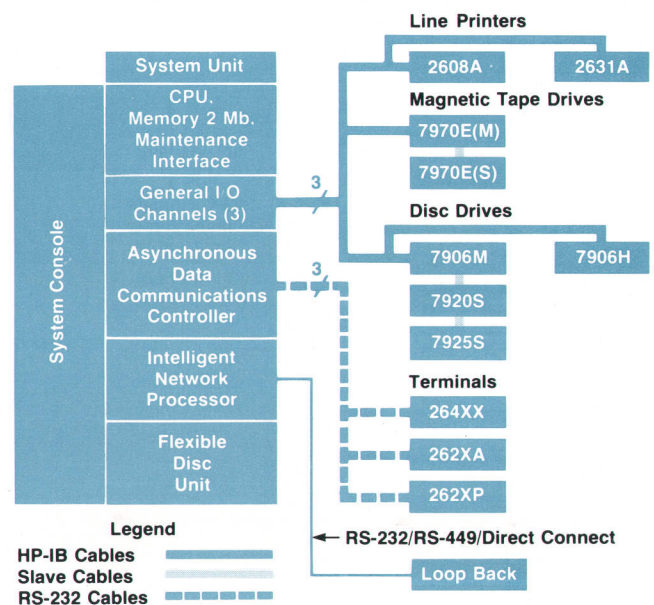 System Console
System Unit
CPU,
Memory 2 Mb.
Maintenance
Interface
General I O
Channels (3)
Asynchronous
Data
Communications
Controller
Intelligent
Network
Processor
Flexible
Disc
Unit
3
3
Line Printers
2608A
2631A
Magnetic Tape Drives
7970E(M)
7970E(S)
Disc Drives
7906M
7906H
7920S
7925S
Terminals
264XX
262XA
262XP
RS-232/RS-449/Direct Connect
Loop Back
Legend
HP-IB Cables
Slave Cables
RS-232 Cables